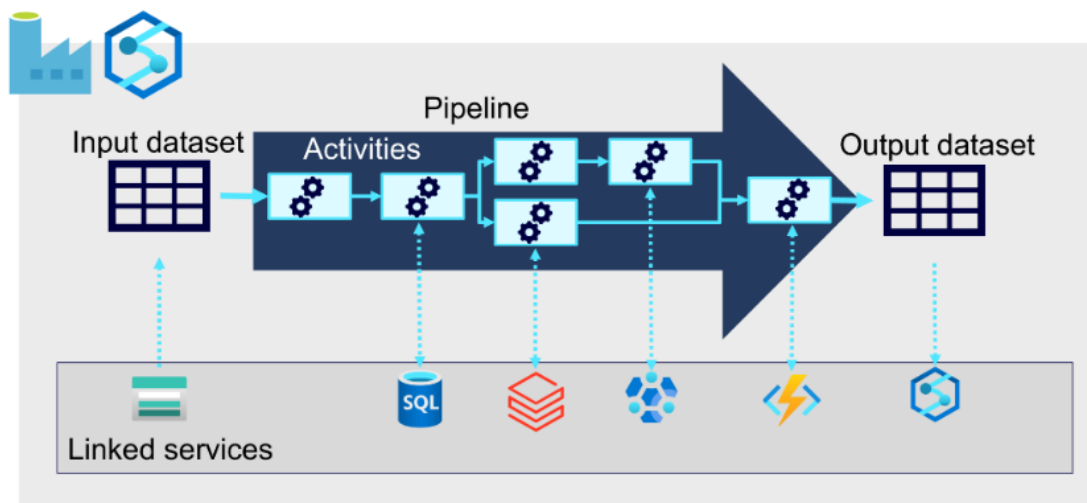 Pipeline
Input dataset
Activities
Output dataset
SQL
Linked services